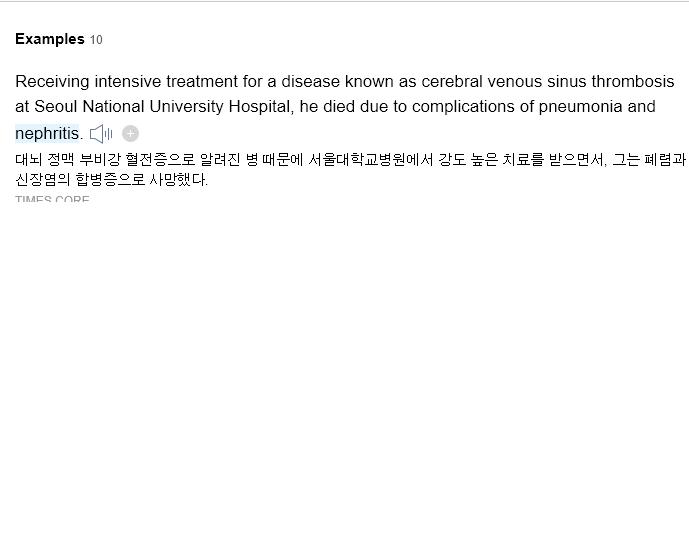 Examples 10
Receiving intensive treatment for a disease known as cerebral venous sinus thrombosis
at Seoul National University Hospital, he died due to complications of pneumonia and
nephritis.
대뇌 정맥 부비강 혈전증으로 알려진 병 때문에 서울대학교병원에서 강도 높은 치료를 받으면서, 그는 폐렴과
신장염의 합병증으로 사망했다.
TIMES CORE